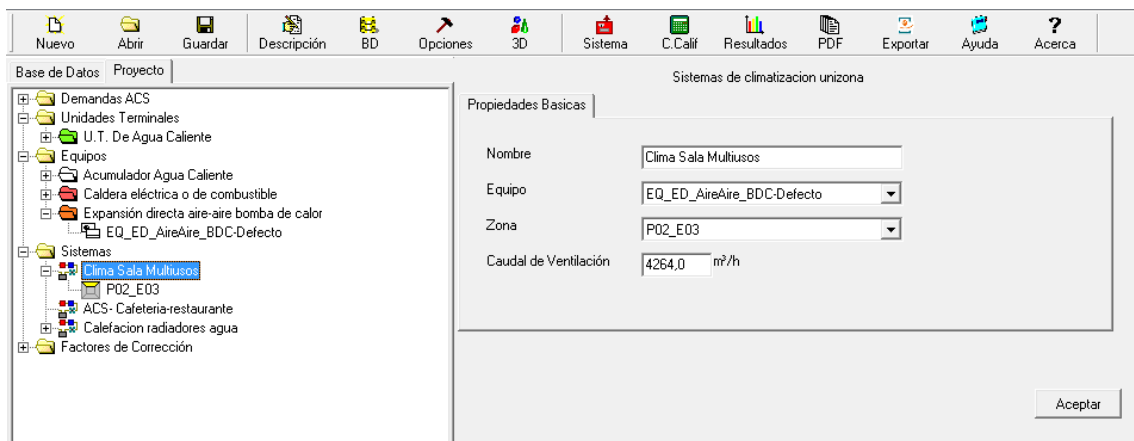 Nuevo Abrir Guardar Descripción BD Opciones 3D Sistema C.Calif Resultados PDF Exportar Ayuda Acerca
Base de Datos Proyecto
Demandas ACS
Unidades Terminales
U.T. De Agua Caliente
Equipos
Acumulador Agua Caliente
Caldera eléctrica o de combustible
Expansión directa aire-aire bomba de calor
EQ_ED_AireAire_BDC-Defecto
Sistemas
Clima Sala Multiusos
P02_E03
ACS- Cafeteria-restaurante
Calefacion radiadores agua
Factores de Corrección
Sistemas de climatizacion unizona
Propiedades Basicas
Nombre Clima Sala Multiusos
Equipo EQ_ED_AireAire_BDC-Defecto
Zona P02_E03
Caudal de Ventilación 4264,0 m³/h
Aceptar